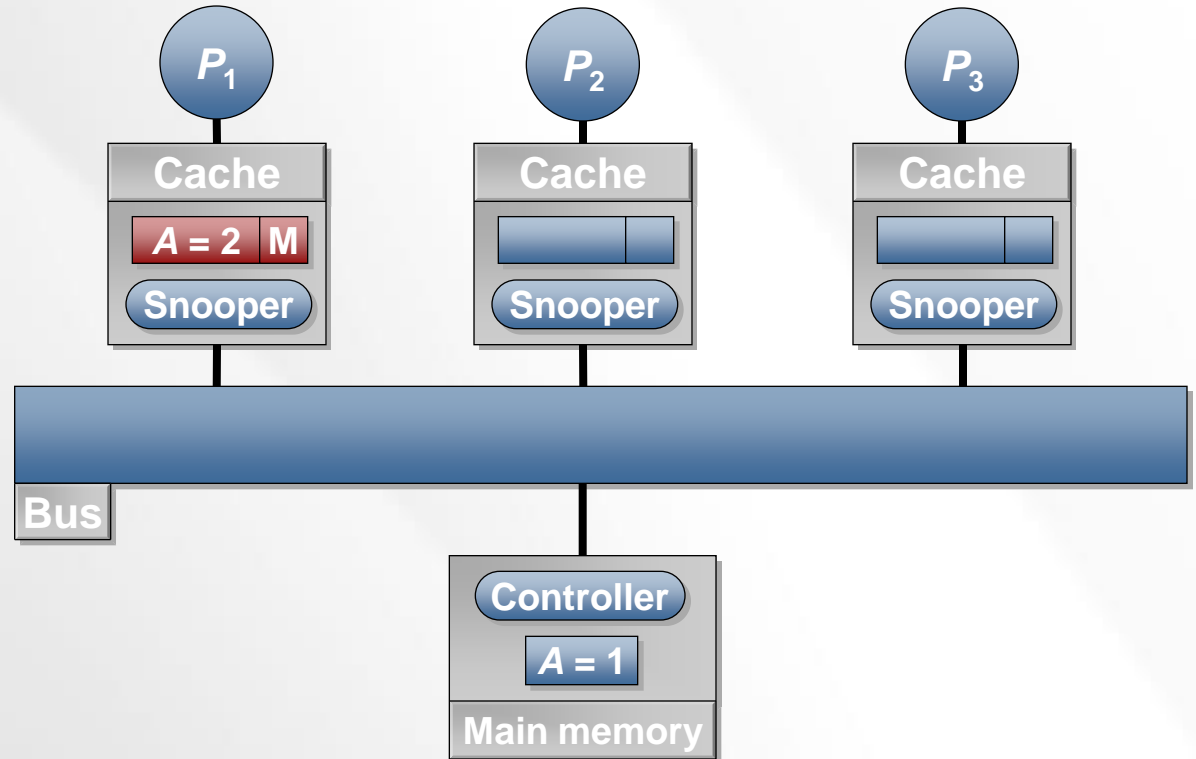 P1 P2 P3
Cache Cache Cache
A = 2 M
Snooper Snooper Snooper
Bus
Controller
A = 1
Main memory